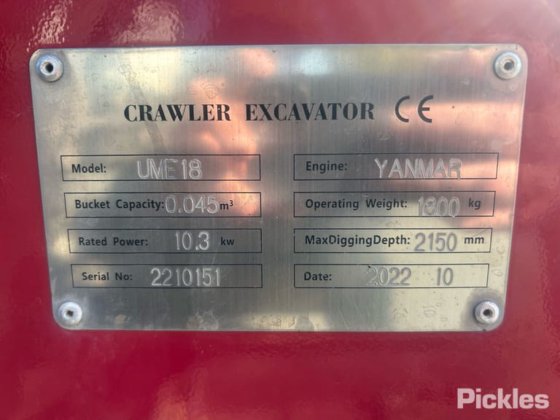 CRAWLER EXCAVATOR CE
Model: UME18 Engine: YANMAR
Bucket Capacity: 0.045 m³ Operating Weight: 1800 kg
Rated Power: 10.3 kw MaxDiggingDepth: 2150 mm
Serial No: 2210151 Date: 2022 10
Pickles